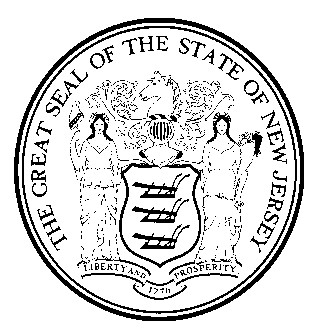 THE GREAT SEAL OF THE STATE OF NEW JERSEY
LIBERTY AND PROSPERITY
1776